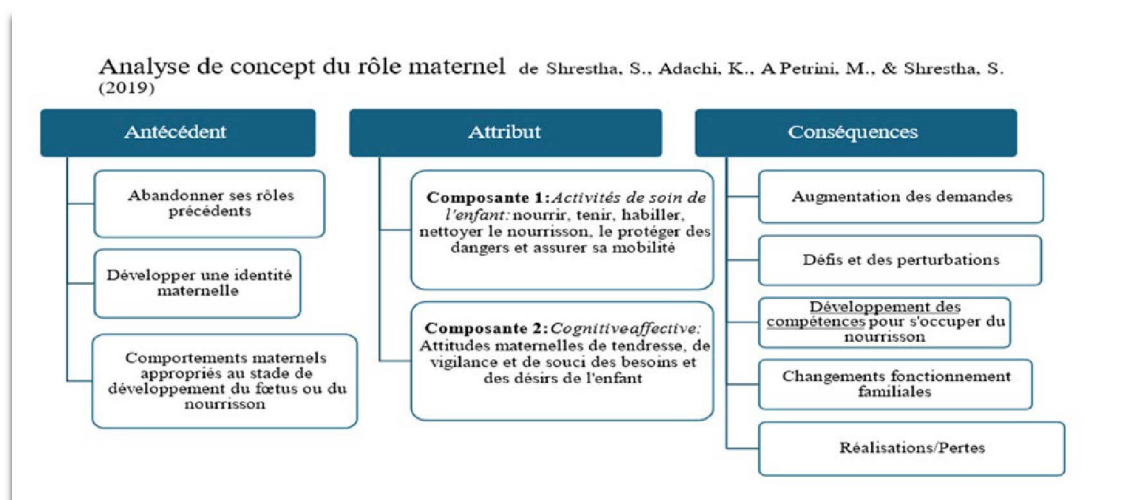 Analyse de concept du rôle maternel de Shrestha, S., Adachi, K., A Petrini, M., & Shrestha, S.
(2019)
Antécédent
Abandonner ses rôles
précédents
Développer une identité
maternelle
Comportements maternels
appropriés au stade de
développement du fœtus ou du
nourrisson
Attribut
Composante 1: Activités de soin de
l'enfant: nourrir, tenir, habiller,
nettoyer le nourrisson, le protéger des
dangers et assurer sa mobilité
Composante 2: Cognitiveaffective:
Attitudes maternelles de tendresse, de
vigilance et de souci des besoins et
des désirs de l'enfant
Conséquences
Augmentation des demandes
Défis et des perturbations
Développement des
compétences pour s'occuper du
nourrisson
Changements fonctionnement
familiales
Réalisations/Pertes